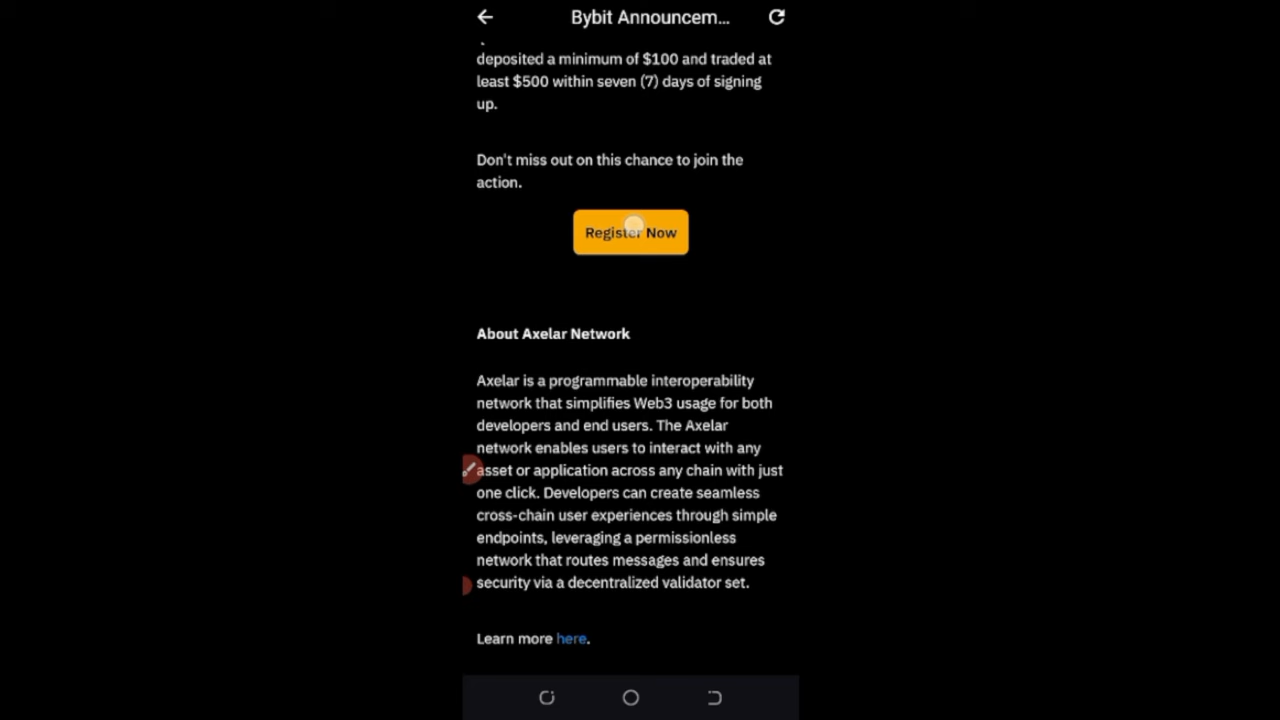 Bybit Announcem...
deposited a minimum of $100 and traded at
least $500 within seven (7) days of signing
up.
Don't miss out on this chance to join the
action.
Register Now
About Axelar Network
Axelar is a programmable interoperability
network that simplifies Web3 usage for both
developers and end users. The Axelar
network enables users to interact with any
asset or application across any chain with just
one click. Developers can create seamless
cross-chain user experiences through simple
endpoints, leveraging a permissionless
network that routes messages and ensures
security via a decentralized validator set.
Learn more here.